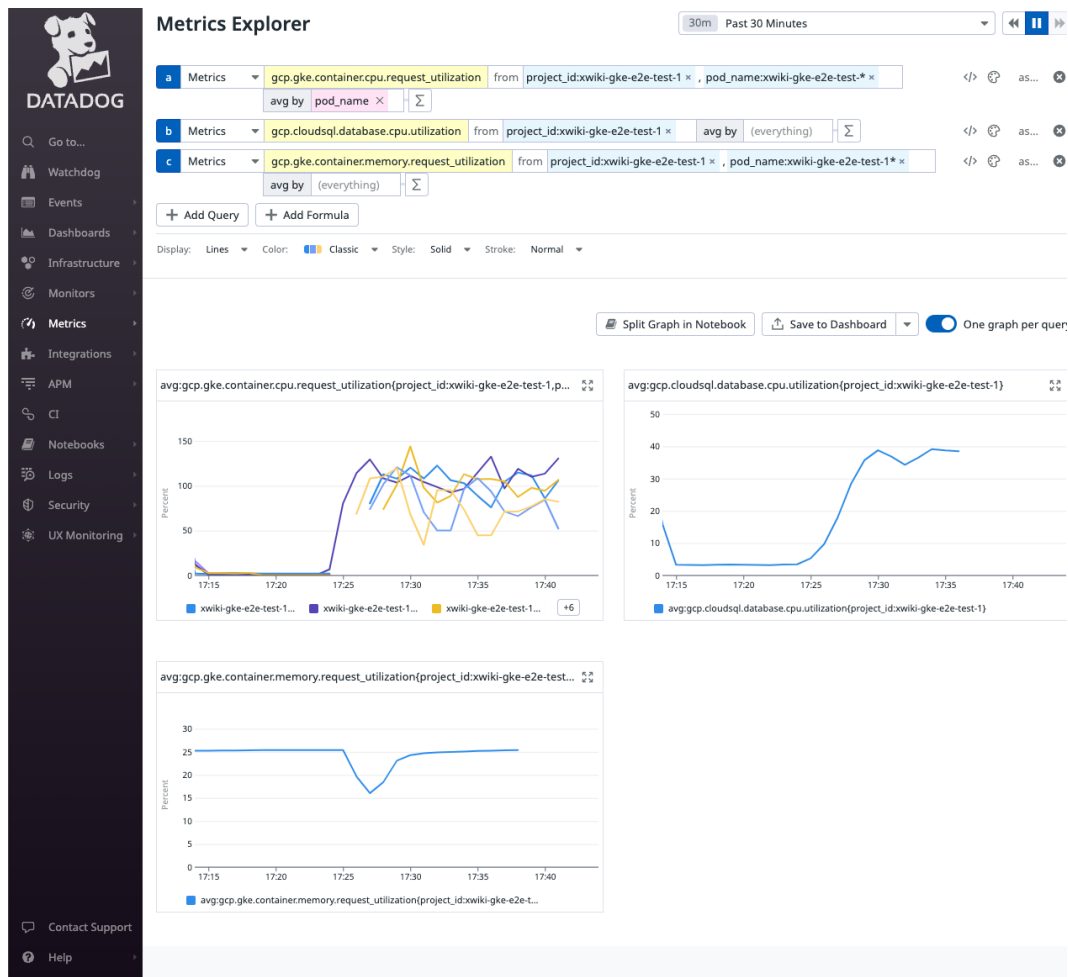 DATADOG
Go to...
Watchdog
Events
Dashboards
Infrastructure
Monitors
Metrics
Integrations
APM
CI
Notebooks
Logs
Security
UX Monitoring
Contact Support
Help
Metrics Explorer
30m Past 30 Minutes
a Metrics gcp.gke.container.cpu.request_utilization from project_id:xwiki-gke-e2e-test-1 × , pod_name:xwiki-gke-e2e-test-* × </> as...
avg by pod_name × Σ
b Metrics gcp.cloudsql.database.cpu.utilization from project_id:xwiki-gke-e2e-test-1 × avg by (everything) Σ </> as...
c Metrics gcp.gke.container.memory.request_utilization from project_id:xwiki-gke-e2e-test-1 × , pod_name:xwiki-gke-e2e-test-1* × </> as...
avg by (everything) Σ
+ Add Query + Add Formula
Display: Lines Color: Classic Style: Solid Stroke: Normal
Split Graph in Notebook Save to Dashboard One graph per query
avg:gcp.gke.container.cpu.request_utilization{project_id:xwiki-gke-e2e-test-1,p...
Percent
150
100
50
0
17:15 17:20 17:25 17:30 17:35 17:40
xwiki-gke-e2e-test-1... xwiki-gke-e2e-test-1... xwiki-gke-e2e-test-1... +6
avg:gcp.cloudsql.database.cpu.utilization{project_id:xwiki-gke-e2e-test-1}
Percent
50
40
30
20
10
0
17:15 17:20 17:25 17:30 17:35 17:40
avg:gcp.cloudsql.database.cpu.utilization{project_id:xwiki-gke-e2e-test-1}
avg:gcp.gke.container.memory.request_utilization{project_id:xwiki-gke-e2e-test...
Percent
30
25
20
15
10
5
0
17:15 17:20 17:25 17:30 17:35 17:40
avg:gcp.gke.container.memory.request_utilization{project_id:xwiki-gke-e2e-t...